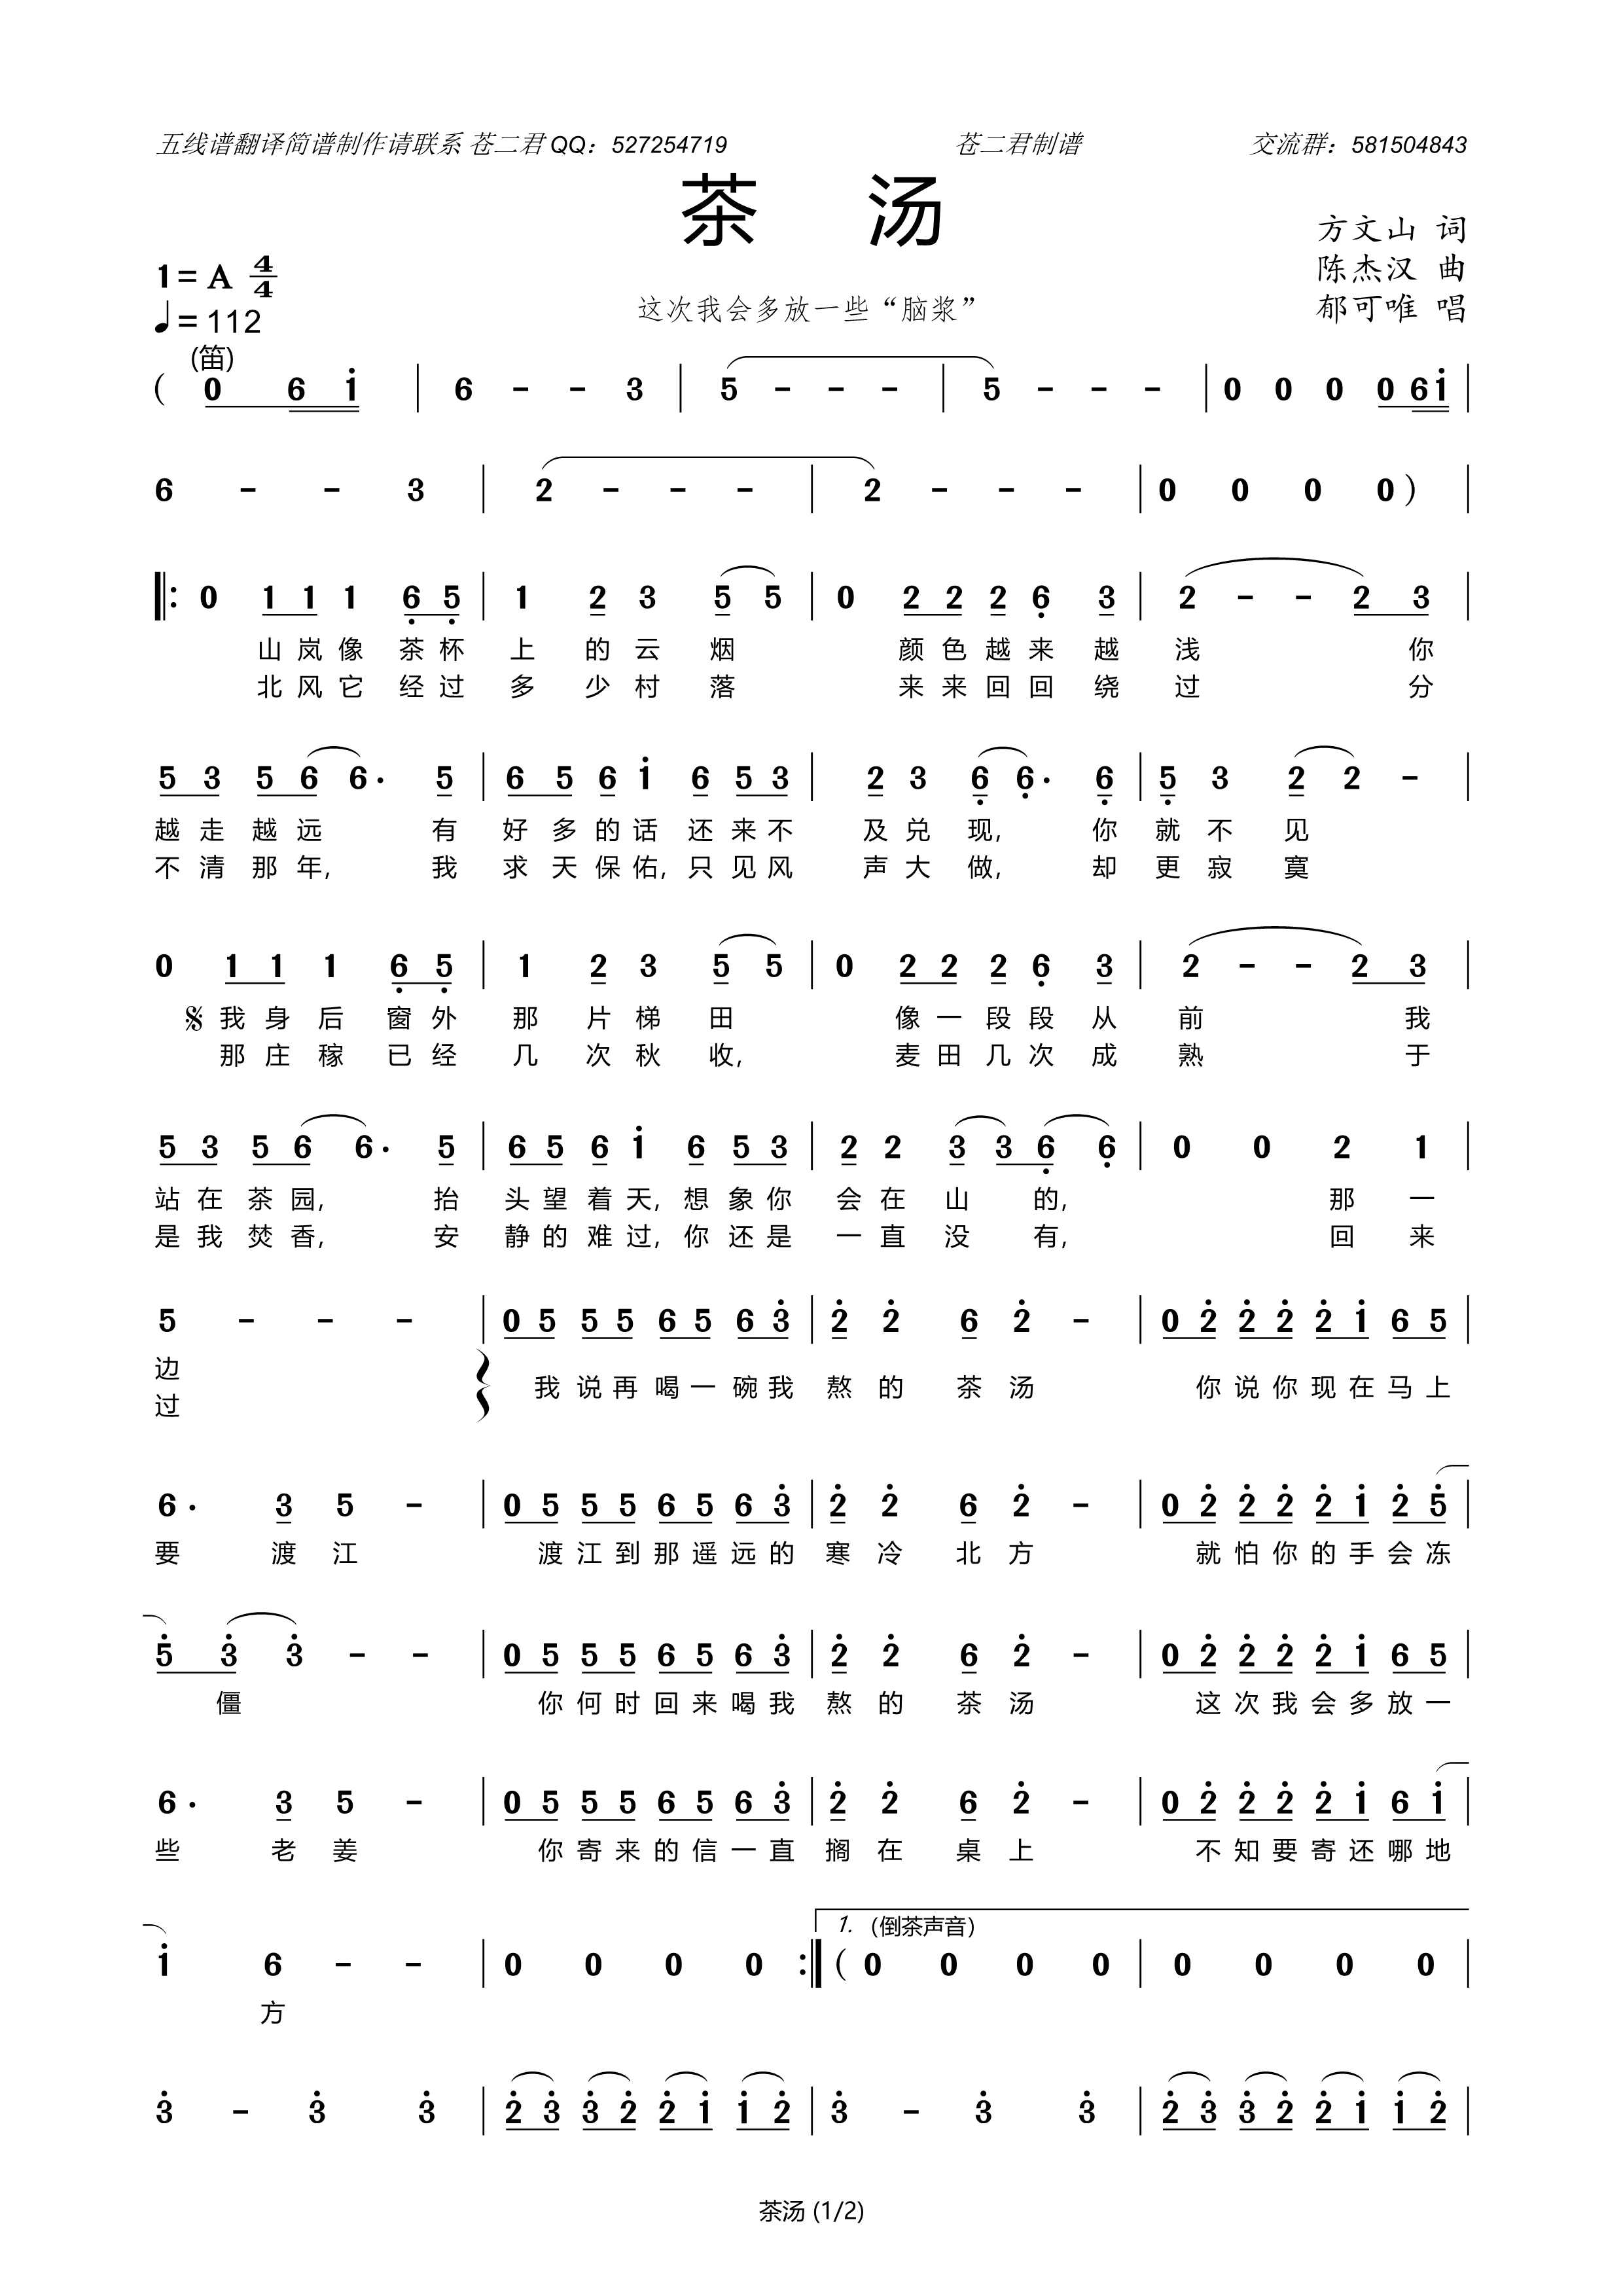 五线谱翻译简谱制作请联系 苍二君QQ：527254719 苍二君制谱 交流群：581504843
茶 汤
方文山 词
1=A 4/4
陈杰汉 曲
这次我会多放一些“脑浆”
郁可唯 唱
♩=112
(笛)
( 0 6 i | 6 - - 3 | 5 - - - | 5 - - - | 0 0 0 0 6 i |
6 - - 3 | 2 - - - | 2 - - - | 0 0 0 0 ) |
‖: 0 1 1 1 6̣ 5̣ | 1 2 3 5 5 | 0 2 2 2 6̣ 3 | 2 - - 2 3 |
山 岚 像 茶 杯 上 的 云 烟 颜 色 越 来 越 浅 你
北 风 它 经 过 多 少 村 落 来 来 回 回 绕 过 分
5 3 5 6 6· 5 | 6 5 6 i 6 5 3 | 2 3 6̣ 6̣· 6̣ | 5̣ 3 2 2 - |
越 走 越 远 有 好 多 的 话 还 来 不 及 兑 现, 你 就 不 见
不 清 那 年, 我 求 天 保 佑, 只 见 风 声 大 做, 却 更 寂 寞
0 1 1 1 6̣ 5̣ | 1 2 3 5 5 | 0 2 2 2 6̣ 3 | 2 - - 2 3 |
𝄋 我 身 后 窗 外 那 片 梯 田 像 一 段 段 从 前 我
那 庄 稼 已 经 几 次 秋 收, 麦 田 几 次 成 熟 于
5 3 5 6 6· 5 | 6 5 6 i 6 5 3 | 2 2 3 3 6̣ 6̣ | 0 0 2 1 |
站 在 茶 园, 抬 头 望 着 天, 想 象 你 会 在 山 的, 那 一
是 我 焚 香, 安 静 的 难 过, 你 还 是 一 直 没 有, 回 来
5 - - - | 0 5 5 5 6 5 6 3̇ | 2̇ 2̇ 6 2̇ - | 0 2̇ 2̇ 2̇ 2̇ i 6 5 |
边
我 说 再 喝 一 碗 我 熬 的 茶 汤 你 说 你 现 在 马 上
过
6· 3 5 - | 0 5 5 5 6 5 6 3̇ | 2̇ 2̇ 6 2̇ - | 0 2̇ 2̇ 2̇ 2̇ i 2̇ 5̇ |
要 渡 江 渡 江 到 那 遥 远 的 寒 冷 北 方 就 怕 你 的 手 会 冻
5̇ 3̇ 3̇ - - | 0 5 5 5 6 5 6 3̇ | 2̇ 2̇ 6 2̇ - | 0 2̇ 2̇ 2̇ 2̇ i 6 5 |
僵 你 何 时 回 来 喝 我 熬 的 茶 汤 这 次 我 会 多 放 一
6· 3 5 - | 0 5 5 5 6 5 6 3̇ | 2̇ 2̇ 6 2̇ - | 0 2̇ 2̇ 2̇ 2̇ i 6 i |
些 老 姜 你 寄 来 的 信 一 直 搁 在 桌 上 不 知 要 寄 还 哪 地
1. (倒茶声音)
i 6 - - | 0 0 0 0 :‖ ( 0 0 0 0 | 0 0 0 0 |
方
3̇ - 3̇ 3̇ | 2̇ 3̇ 3̇ 2̇ 2̇ i i 2̇ | 3̇ - 3̇ 3̇ | 2̇ 3̇ 3̇ 2̇ 2̇ i i 2̇ |
茶汤 (1/2)